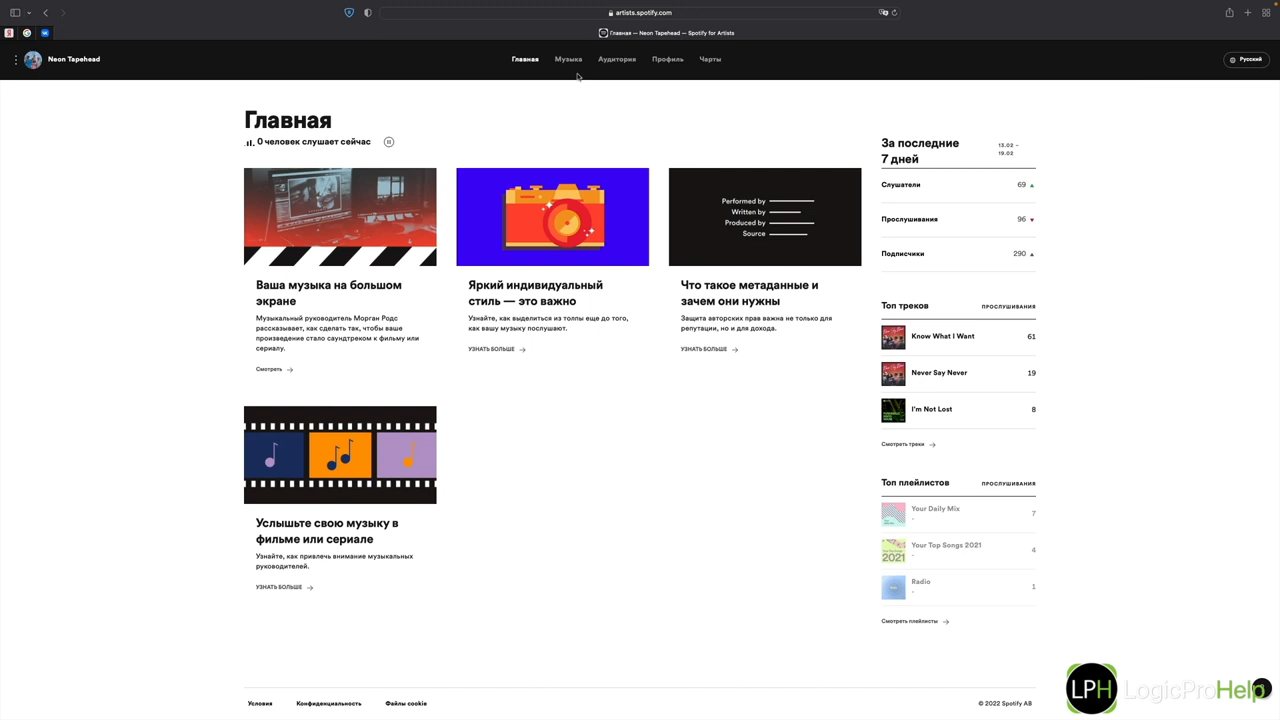 artists.spotify.com
Главная — Neon Tapehead — Spotify for Artists
Neon Tapehead
Главная
Музыка
Аудитория
Профиль
Чарты
Русский
Главная
0 человек слушает сейчас
Performed by
Written by
Produced by
Source
Ваша музыка на большом
экране
Музыкальный руководитель Морган Родс
рассказывает, как сделать так, чтобы ваше
произведение стало саундтреком к фильму или
сериалу.
Смотреть
Яркий индивидуальный
стиль — это важно
Узнайте, как выделиться из толпы еще до того,
как вашу музыку послушают.
УЗНАТЬ БОЛЬШЕ
Что такое метаданные и
зачем они нужны
Защита авторских прав важна не только для
репутации, но и для дохода.
УЗНАТЬ БОЛЬШЕ
Услышьте свою музыку в
фильме или сериале
Узнайте, как привлечь внимание музыкальных
руководителей.
УЗНАТЬ БОЛЬШЕ
За последние
7 дней
13.02 –
19.02
Слушатели 69
Прослушивания 96
Подписчики 290
Топ треков ПРОСЛУШИВАНИЯ
Know What I Want 61
Never Say Never 19
I'm Not Lost 8
Смотреть треки
Топ плейлистов ПРОСЛУШИВАНИЯ
Your Daily Mix 7
-
Your Top Songs 2021 4
-
2021
Radio 1
-
Смотреть плейлисты
Условия
Конфиденциальность
Файлы cookie
© 2022 Spotify AB
LPH LogicProHelp